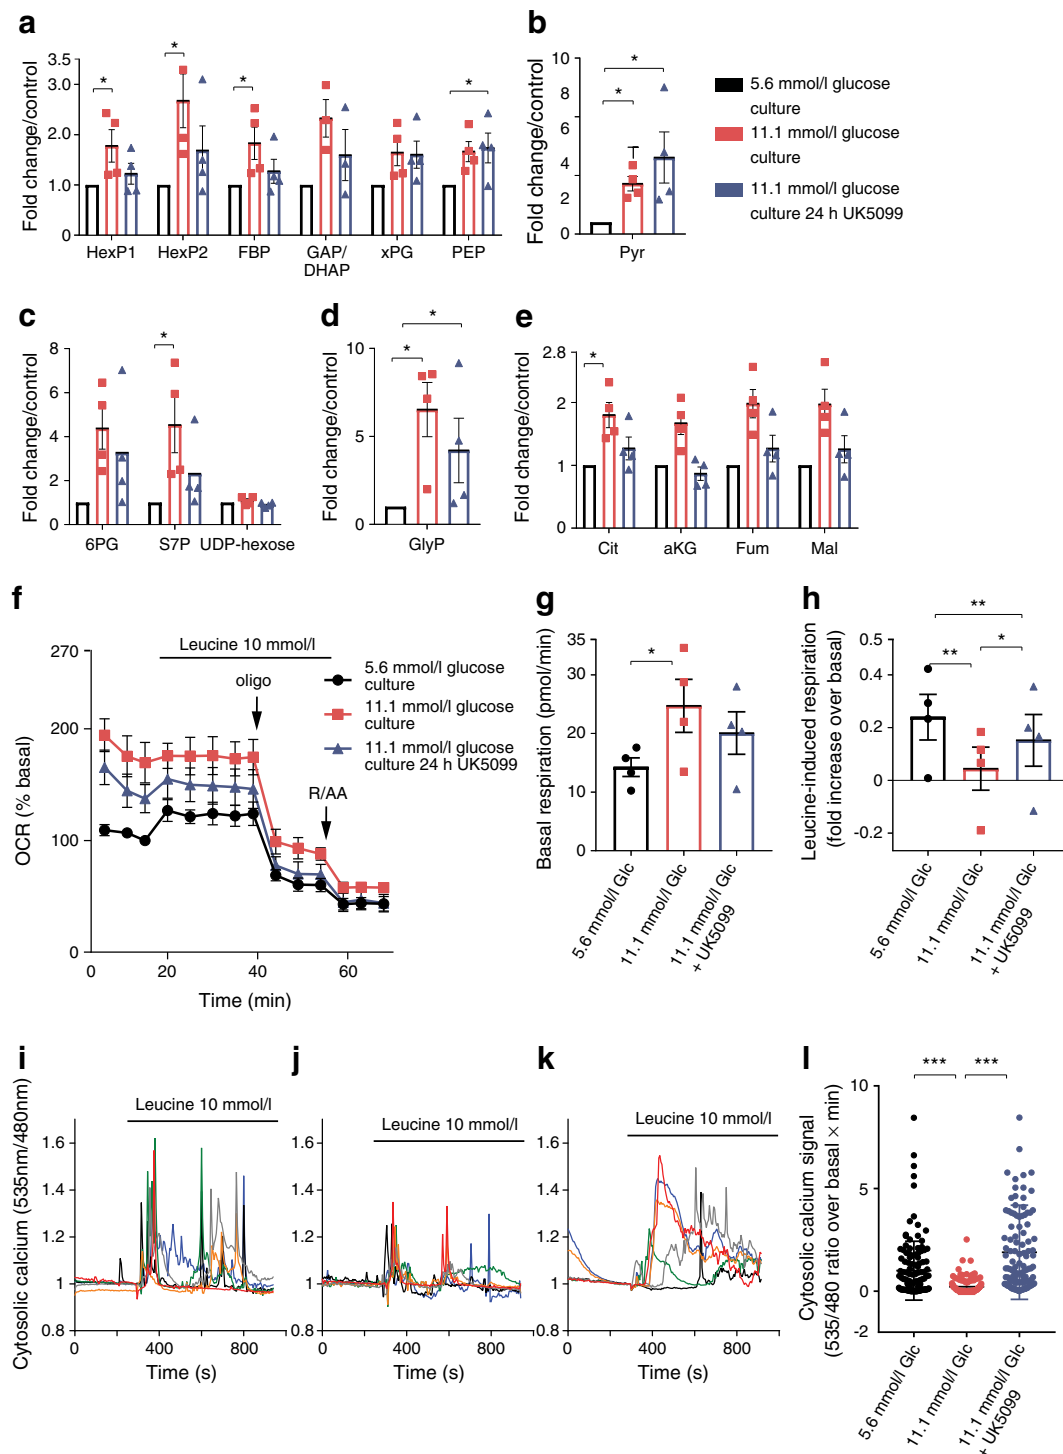 a
Fold change/control
3.5
3.0
2.0
1.0
0
*
*
*
*
HexP1 HexP2 FBP GAP/ xPG PEP
DHAP
b
Fold change/control
10
8
6
4
2
0
*
*
Pyr
5.6 mmol/l glucose
culture
11.1 mmol/l glucose
culture
11.1 mmol/l glucose
culture 24 h UK5099
c
Fold change/control
8
6
4
2
0
*
6PG S7P UDP-hexose
d
Fold change/control
10
5
0
*
*
GlyP
e
Fold change/control
2.8
2
1
0
*
Cit aKG Fum Mal
f
OCR (% basal)
270
200
100
0
Leucine 10 mmol/l
oligo
R/AA
5.6 mmol/l glucose
culture
11.1 mmol/l glucose
culture
11.1 mmol/l glucose
culture 24 h UK5099
0 20 40 60
Time (min)
g
Basal respiration (pmol/min)
35
30
20
10
0
*
5.6 mmol/l Glc
11.1 mmol/l Glc
11.1 mmol/l Glc
+ UK5099
h
Leucine-induced respiration
(fold increase over basal)
0.5
0.4
0.2
0
-0.2
**
**
*
5.6 mmol/l Glc
11.1 mmol/l Glc
11.1 mmol/l Glc
+ UK5099
i
Cytosolic calcium (535nm/480nm)
Leucine 10 mmol/l
1.6
1.4
1.2
1
0.8
0 400 800
Time (s)
j
Leucine 10 mmol/l
1.6
1.4
1.2
1
0.8
0 400 800
Time (s)
k
Leucine 10 mmol/l
1.6
1.4
1.2
1
0.8
0 400 800
Time (s)
l
Cytosolic calcium signal
(535/480 ratio over basal × min)
10
5
0
-2
***
***
5.6 mmol/l Glc
11.1 mmol/l Glc
11.1 mmol/l Glc
+ UK5099